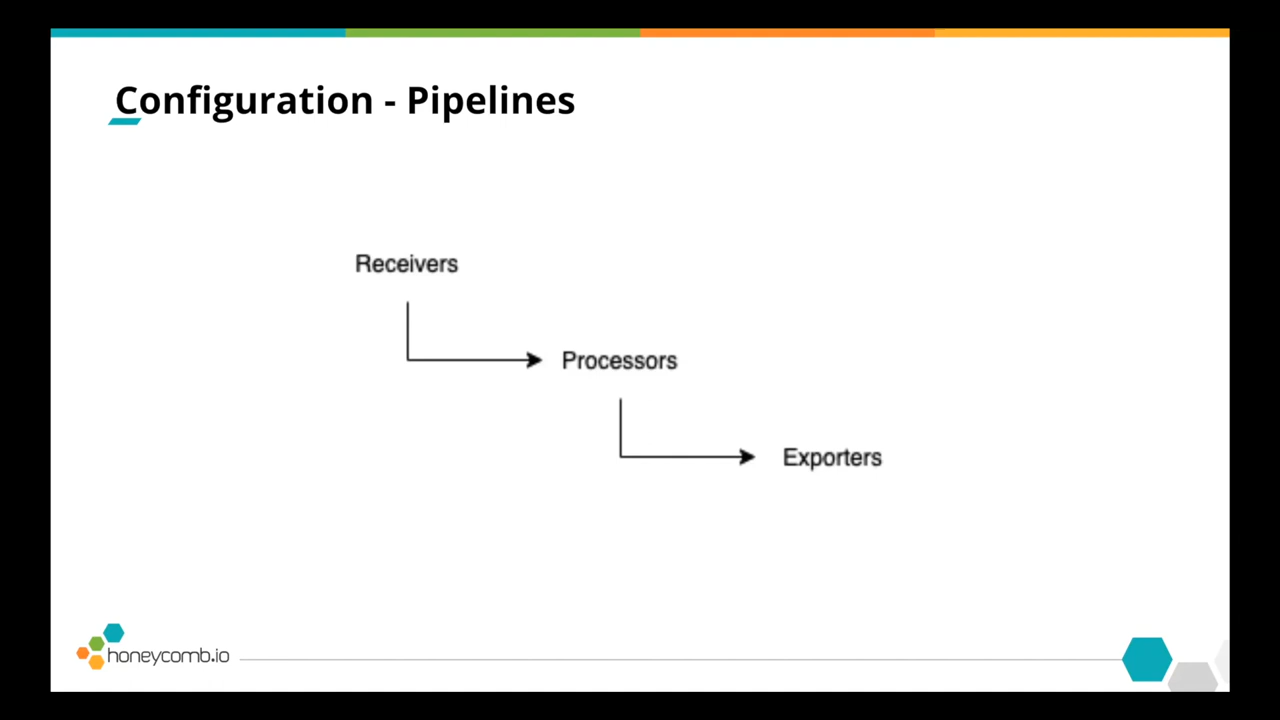 Configuration - Pipelines
Receivers
Processors
Exporters
honeycomb.io